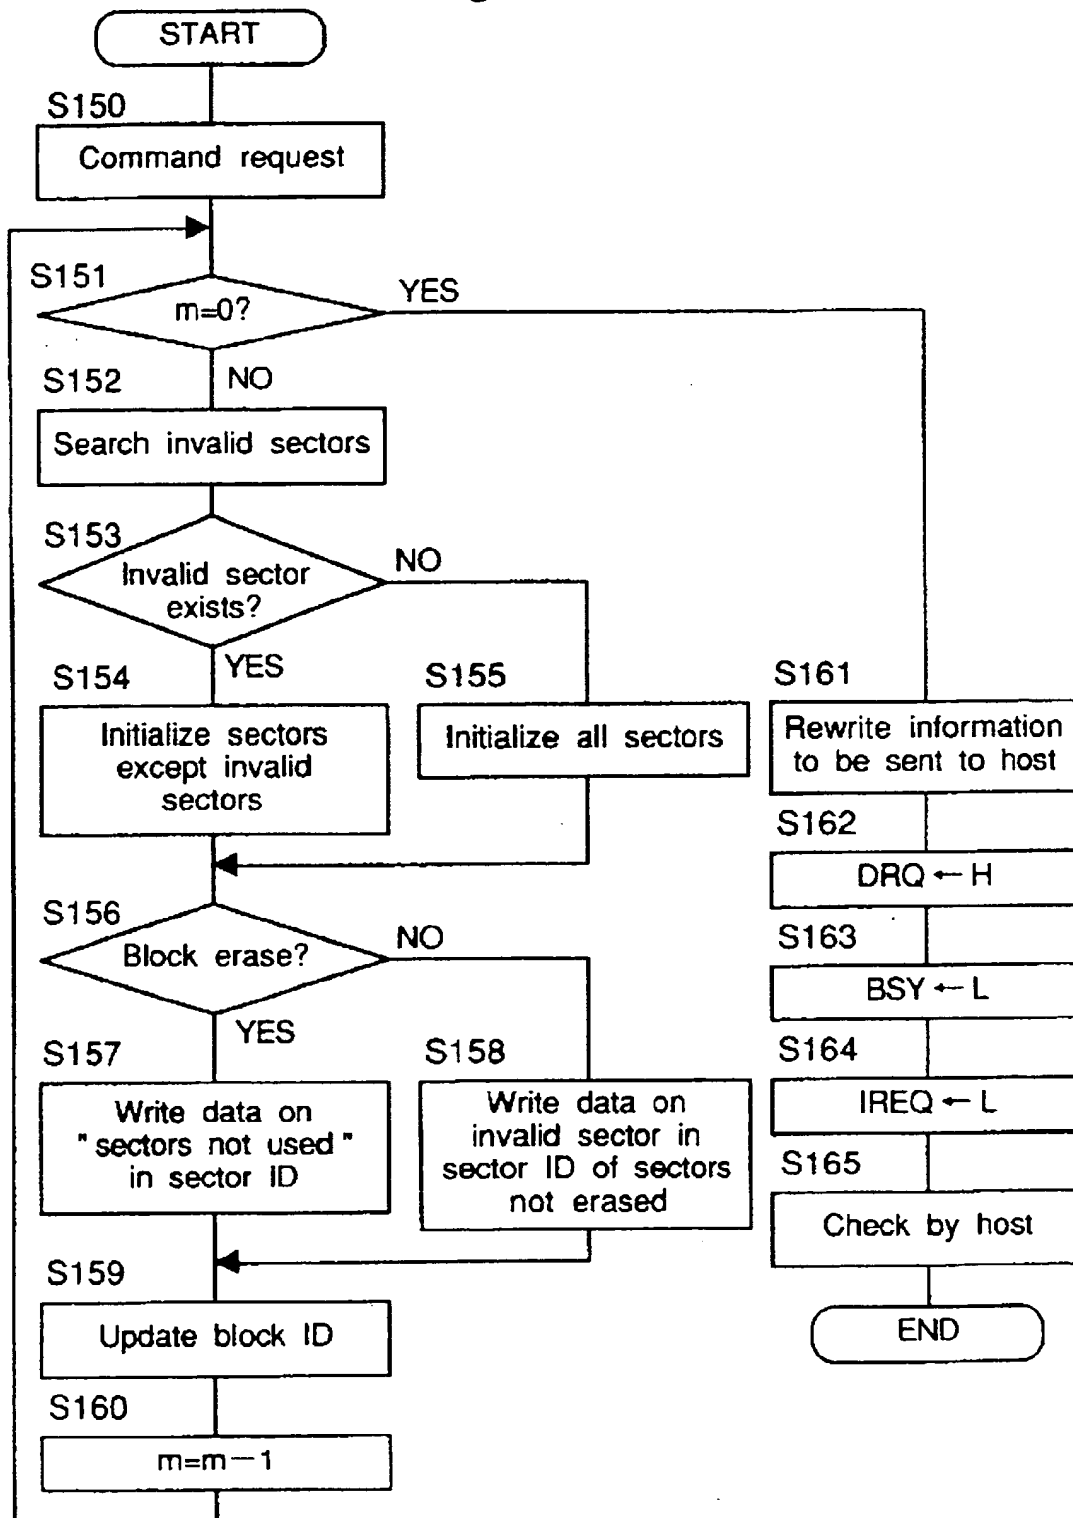 START
S150
Command request
S151
m=0?
YES
S152
NO
Search invalid sectors
S153
Invalid sector
exists?
NO
YES
S154
Initialize sectors
except invalid
sectors
S155
Initialize all sectors
S156
Block erase?
NO
YES
S157
Write data on
"sectors not used"
in sector ID
S158
Write data on
invalid sector in
sector ID of sectors
not erased
S159
Update block ID
S160
m=m−1
S161
Rewrite information
to be sent to host
S162
DRQ ← H
S163
BSY ← L
S164
IREQ ← L
S165
Check by host
END